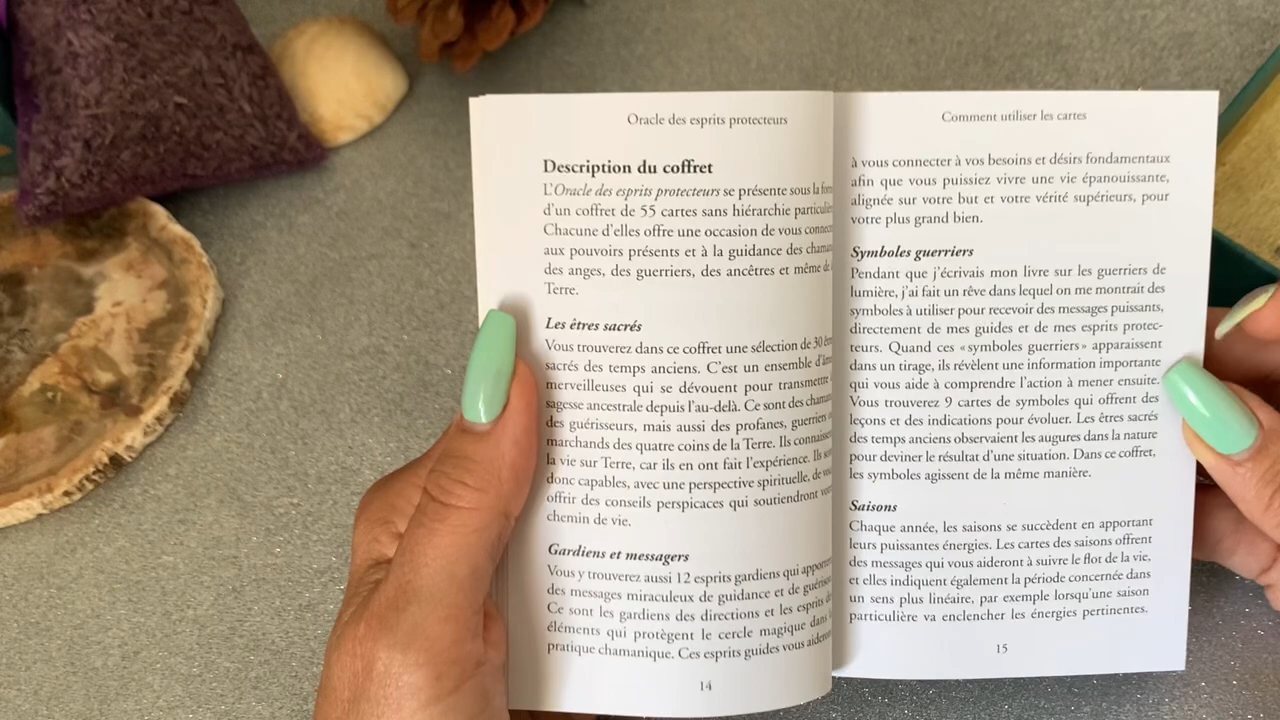 Oracle des esprits protecteurs
Description du coffret
L'Oracle des esprits protecteurs se présente sous la
d'un coffret de 55 cartes sans hiérarchie
Chacune d'elles offre une occasion de vous
aux pouvoirs présents et à la guidance des
des anges, des guerriers, des ancêtres et même de
Terre.
Les êtres sacrés
Vous trouverez dans ce coffret une sélection de 30
sacrés des temps anciens. C'est un ensemble
merveilleuses qui se dévouent pour transmettre
sagesse ancestrale depuis l'au-delà. Ce sont des
des guérisseurs, mais aussi des profanes, guerriers
marchands des quatre coins de la Terre. Ils
la vie sur Terre, car ils en ont fait l'expérience. Ils
donc capables, avec une perspective spirituelle, de
offrir des conseils perspicaces qui soutiendront
chemin de vie.
Gardiens et messagers
Vous y trouverez aussi 12 esprits gardiens qui
des messages miraculeux de guidance et de
Ce sont les gardiens des directions et les esprits
éléments qui protègent le cercle magique dans
pratique chamanique. Ces esprits guides vous
14
Comment utiliser les cartes
à vous connecter à vos besoins et désirs fondamentaux
afin que vous puissiez vivre une vie épanouissante,
alignée sur votre but et votre vérité supérieurs, pour
votre plus grand bien.
Symboles guerriers
Pendant que j'écrivais mon livre sur les guerriers de
lumière, j'ai fait un rêve dans lequel on me montrait des
symboles à utiliser pour recevoir des messages puissants,
directement de mes guides et de mes esprits protec-
teurs. Quand ces «symboles guerriers» apparaissent
dans un tirage, ils révèlent une information importante
qui vous aide à comprendre l'action à mener ensuite.
Vous trouverez 9 cartes de symboles qui offrent des
leçons et des indications pour évoluer. Les êtres sacrés
des temps anciens observaient les augures dans la nature
pour deviner le résultat d'une situation. Dans ce coffret,
les symboles agissent de la même manière.
Saisons
Chaque année, les saisons se succèdent en apportant
leurs puissantes énergies. Les cartes des saisons offrent
des messages qui vous aideront à suivre le flot de la vie,
et elles indiquent également la période concernée dans
un sens plus linéaire, par exemple lorsqu'une saison
particulière va enclencher les énergies pertinentes.
15